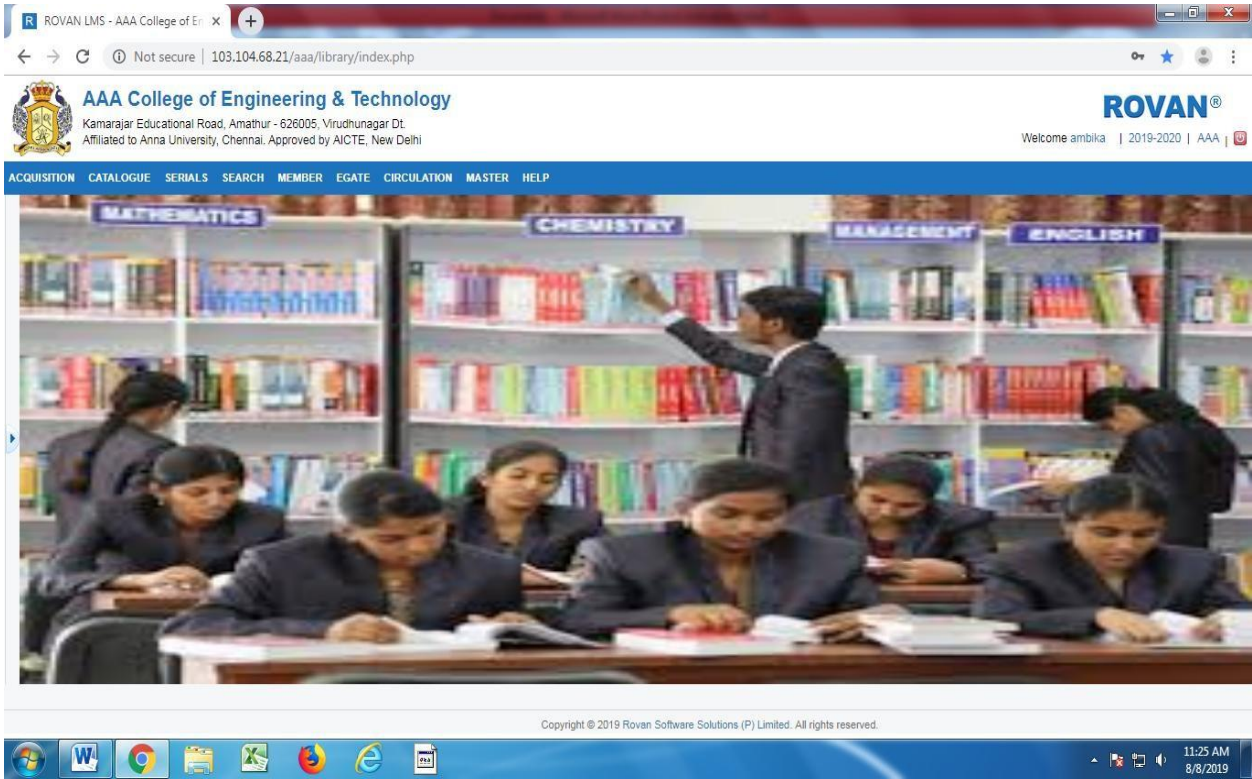 R ROVAN LMS - AAA College of En
Not secure | 103.104.68.21/aaa/library/index.php
AAA College of Engineering & Technology
Kamarajar Educational Road, Amathur - 626005, Virudhunagar Dt.
Affiliated to Anna University, Chennai. Approved by AICTE, New Delhi
ROVAN®
Welcome ambika | 2019-2020 | AAA |
ACQUISITION CATALOGUE SERIALS SEARCH MEMBER EGATE CIRCULATION MASTER HELP
MATHEMATICS CHEMISTRY MANAGEMENT ENGLISH
Copyright © 2019 Rovan Software Solutions (P) Limited. All rights reserved.
11:25 AM
8/8/2019